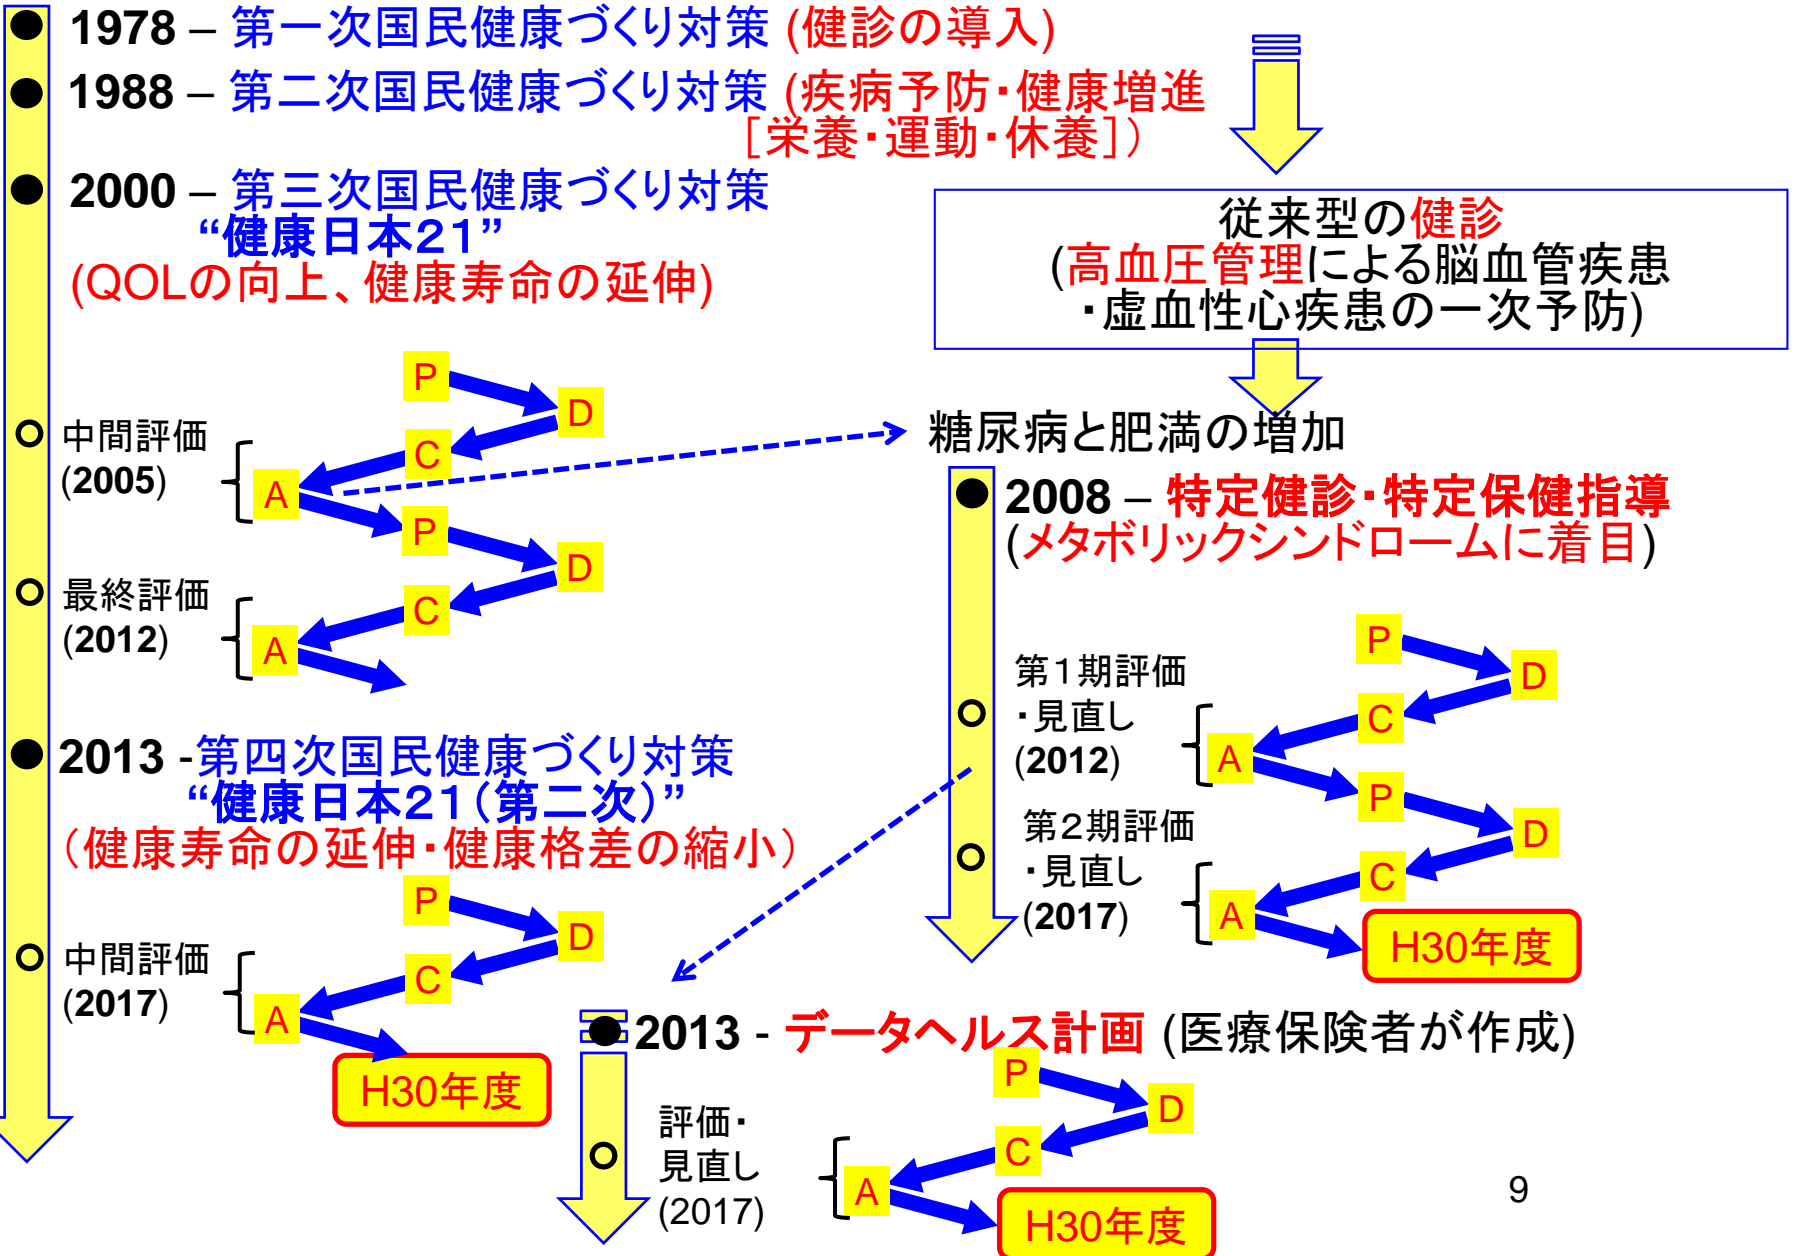 1978 – 第一次国民健康づくり対策 (健診の導入)
1988 – 第二次国民健康づくり対策 (疾病予防・健康増進
［栄養・運動・休養］）
2000 – 第三次国民健康づくり対策
“健康日本２１”
(QOLの向上、健康寿命の延伸)
従来型の健診
(高血圧管理による脳血管疾患
・虚血性心疾患の一次予防)
P
D
C
A
中間評価
(2005)
P
D
C
A
最終評価
(2012)
糖尿病と肥満の増加
2008 – 特定健診・特定保健指導
(メタボリックシンドロームに着目)
P
D
C
A
第１期評価
・見直し
(2012)
P
D
C
A
第２期評価
・見直し
(2017)
H30年度
2013 -第四次国民健康づくり対策
“健康日本２１（第二次）”
（健康寿命の延伸・健康格差の縮小）
P
D
C
A
中間評価
(2017)
H30年度
2013 - データヘルス計画 (医療保険者が作成)
P
D
C
A
評価・
見直し
(2017)
H30年度
9